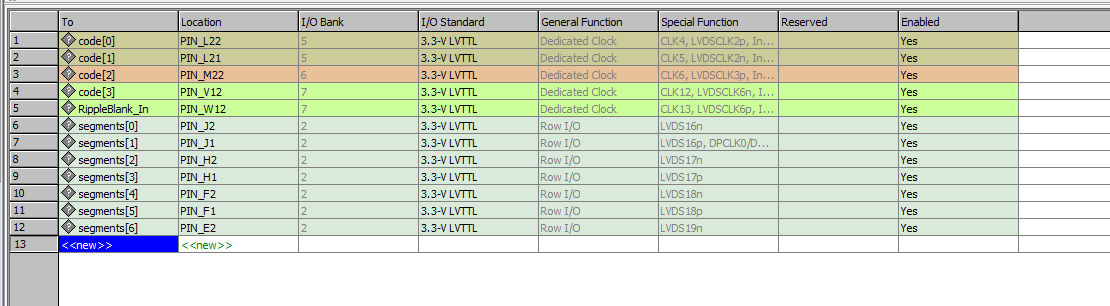 To Location I/O Bank I/O Standard General Function Special Function Reserved Enabled
1 code[0] PIN_L22 5 3.3-V LVTTL Dedicated Clock CLK4, LVDSCLK2p, In... Yes
2 code[1] PIN_L21 5 3.3-V LVTTL Dedicated Clock CLK5, LVDSCLK2n, In... Yes
3 code[2] PIN_M22 6 3.3-V LVTTL Dedicated Clock CLK6, LVDSCLK3p, In... Yes
4 code[3] PIN_V12 7 3.3-V LVTTL Dedicated Clock CLK12, LVDSCLK6n, I... Yes
5 RippleBlank_In PIN_W12 7 3.3-V LVTTL Dedicated Clock CLK13, LVDSCLK6p, I... Yes
6 segments[0] PIN_J2 2 3.3-V LVTTL Row I/O LVDS16n Yes
7 segments[1] PIN_J1 2 3.3-V LVTTL Row I/O LVDS16p, DPCLK0/D... Yes
8 segments[2] PIN_H2 2 3.3-V LVTTL Row I/O LVDS17n Yes
9 segments[3] PIN_H1 2 3.3-V LVTTL Row I/O LVDS17p Yes
10 segments[4] PIN_F2 2 3.3-V LVTTL Row I/O LVDS18n Yes
11 segments[5] PIN_F1 2 3.3-V LVTTL Row I/O LVDS18p Yes
12 segments[6] PIN_E2 2 3.3-V LVTTL Row I/O LVDS19n Yes
13 <<new>> <<new>>